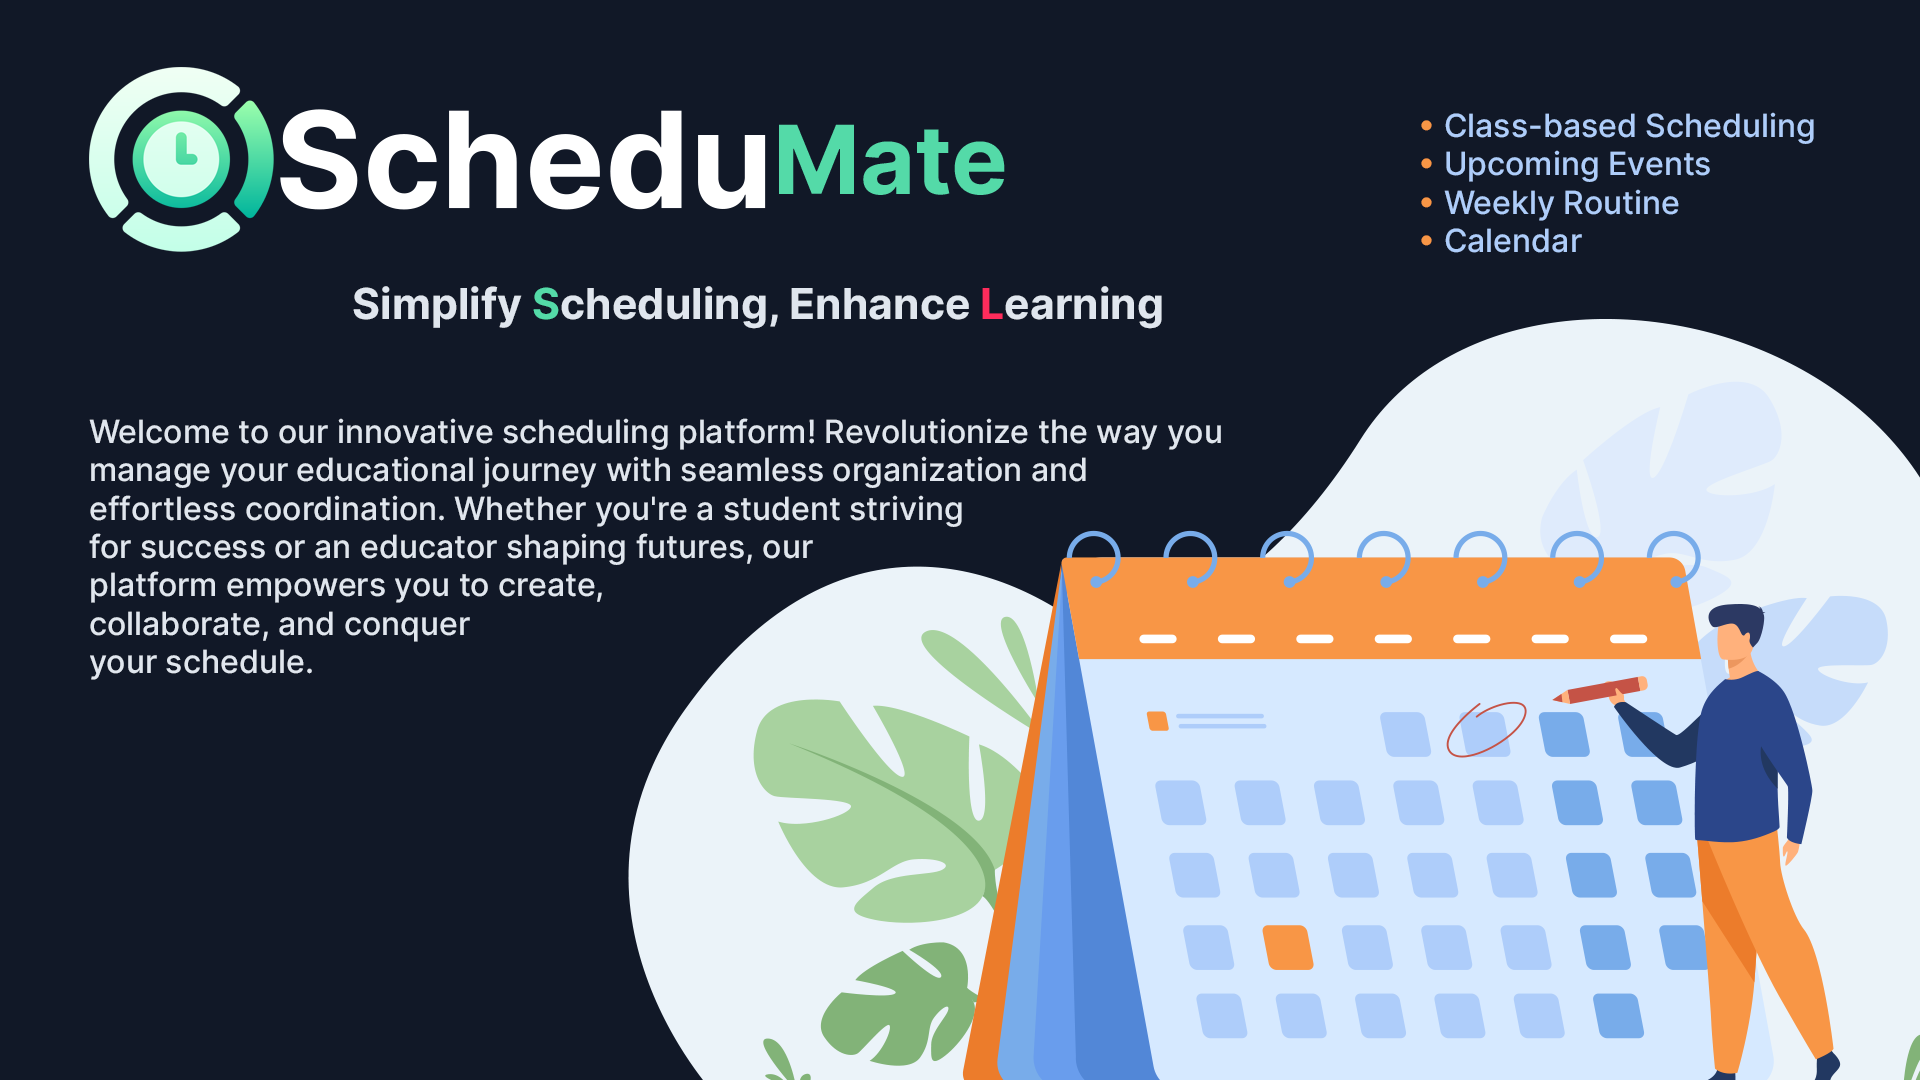 ScheduMate
Simplify Scheduling, Enhance Learning
• Class-based Scheduling
• Upcoming Events
• Weekly Routine
• Calendar
Welcome to our innovative scheduling platform! Revolutionize the way you
manage your educational journey with seamless organization and
effortless coordination. Whether you're a student striving
for success or an educator shaping futures, our
platform empowers you to create,
collaborate, and conquer
your schedule.